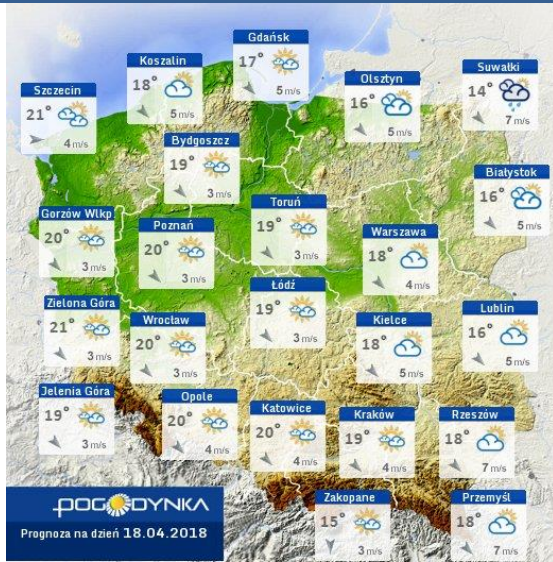 Gdańsk
17°
5 m/s
Koszalin
18°
5 m/s
Suwałki
14°
7 m/s
Olsztyn
16°
5 m/s
Szczecin
21°
4 m/s
Bydgoszcz
19°
3 m/s
Białystok
16°
5 m/s
Toruń
19°
3 m/s
Gorzów Wlkp
20°
3 m/s
Poznań
20°
3 m/s
Warszawa
18°
4 m/s
Łódź
19°
3 m/s
Zielona Góra
21°
3 m/s
Wrocław
20°
3 m/s
Kielce
18°
5 m/s
Lublin
16°
5 m/s
Jelenia Góra
19°
3 m/s
Opole
20°
4 m/s
Katowice
20°
4 m/s
Kraków
19°
4 m/s
Rzeszów
18°
7 m/s
Zakopane
15°
3 m/s
Przemyśl
18°
7 m/s
POGODYNKA
Prognoza na dzień 18.04.2018